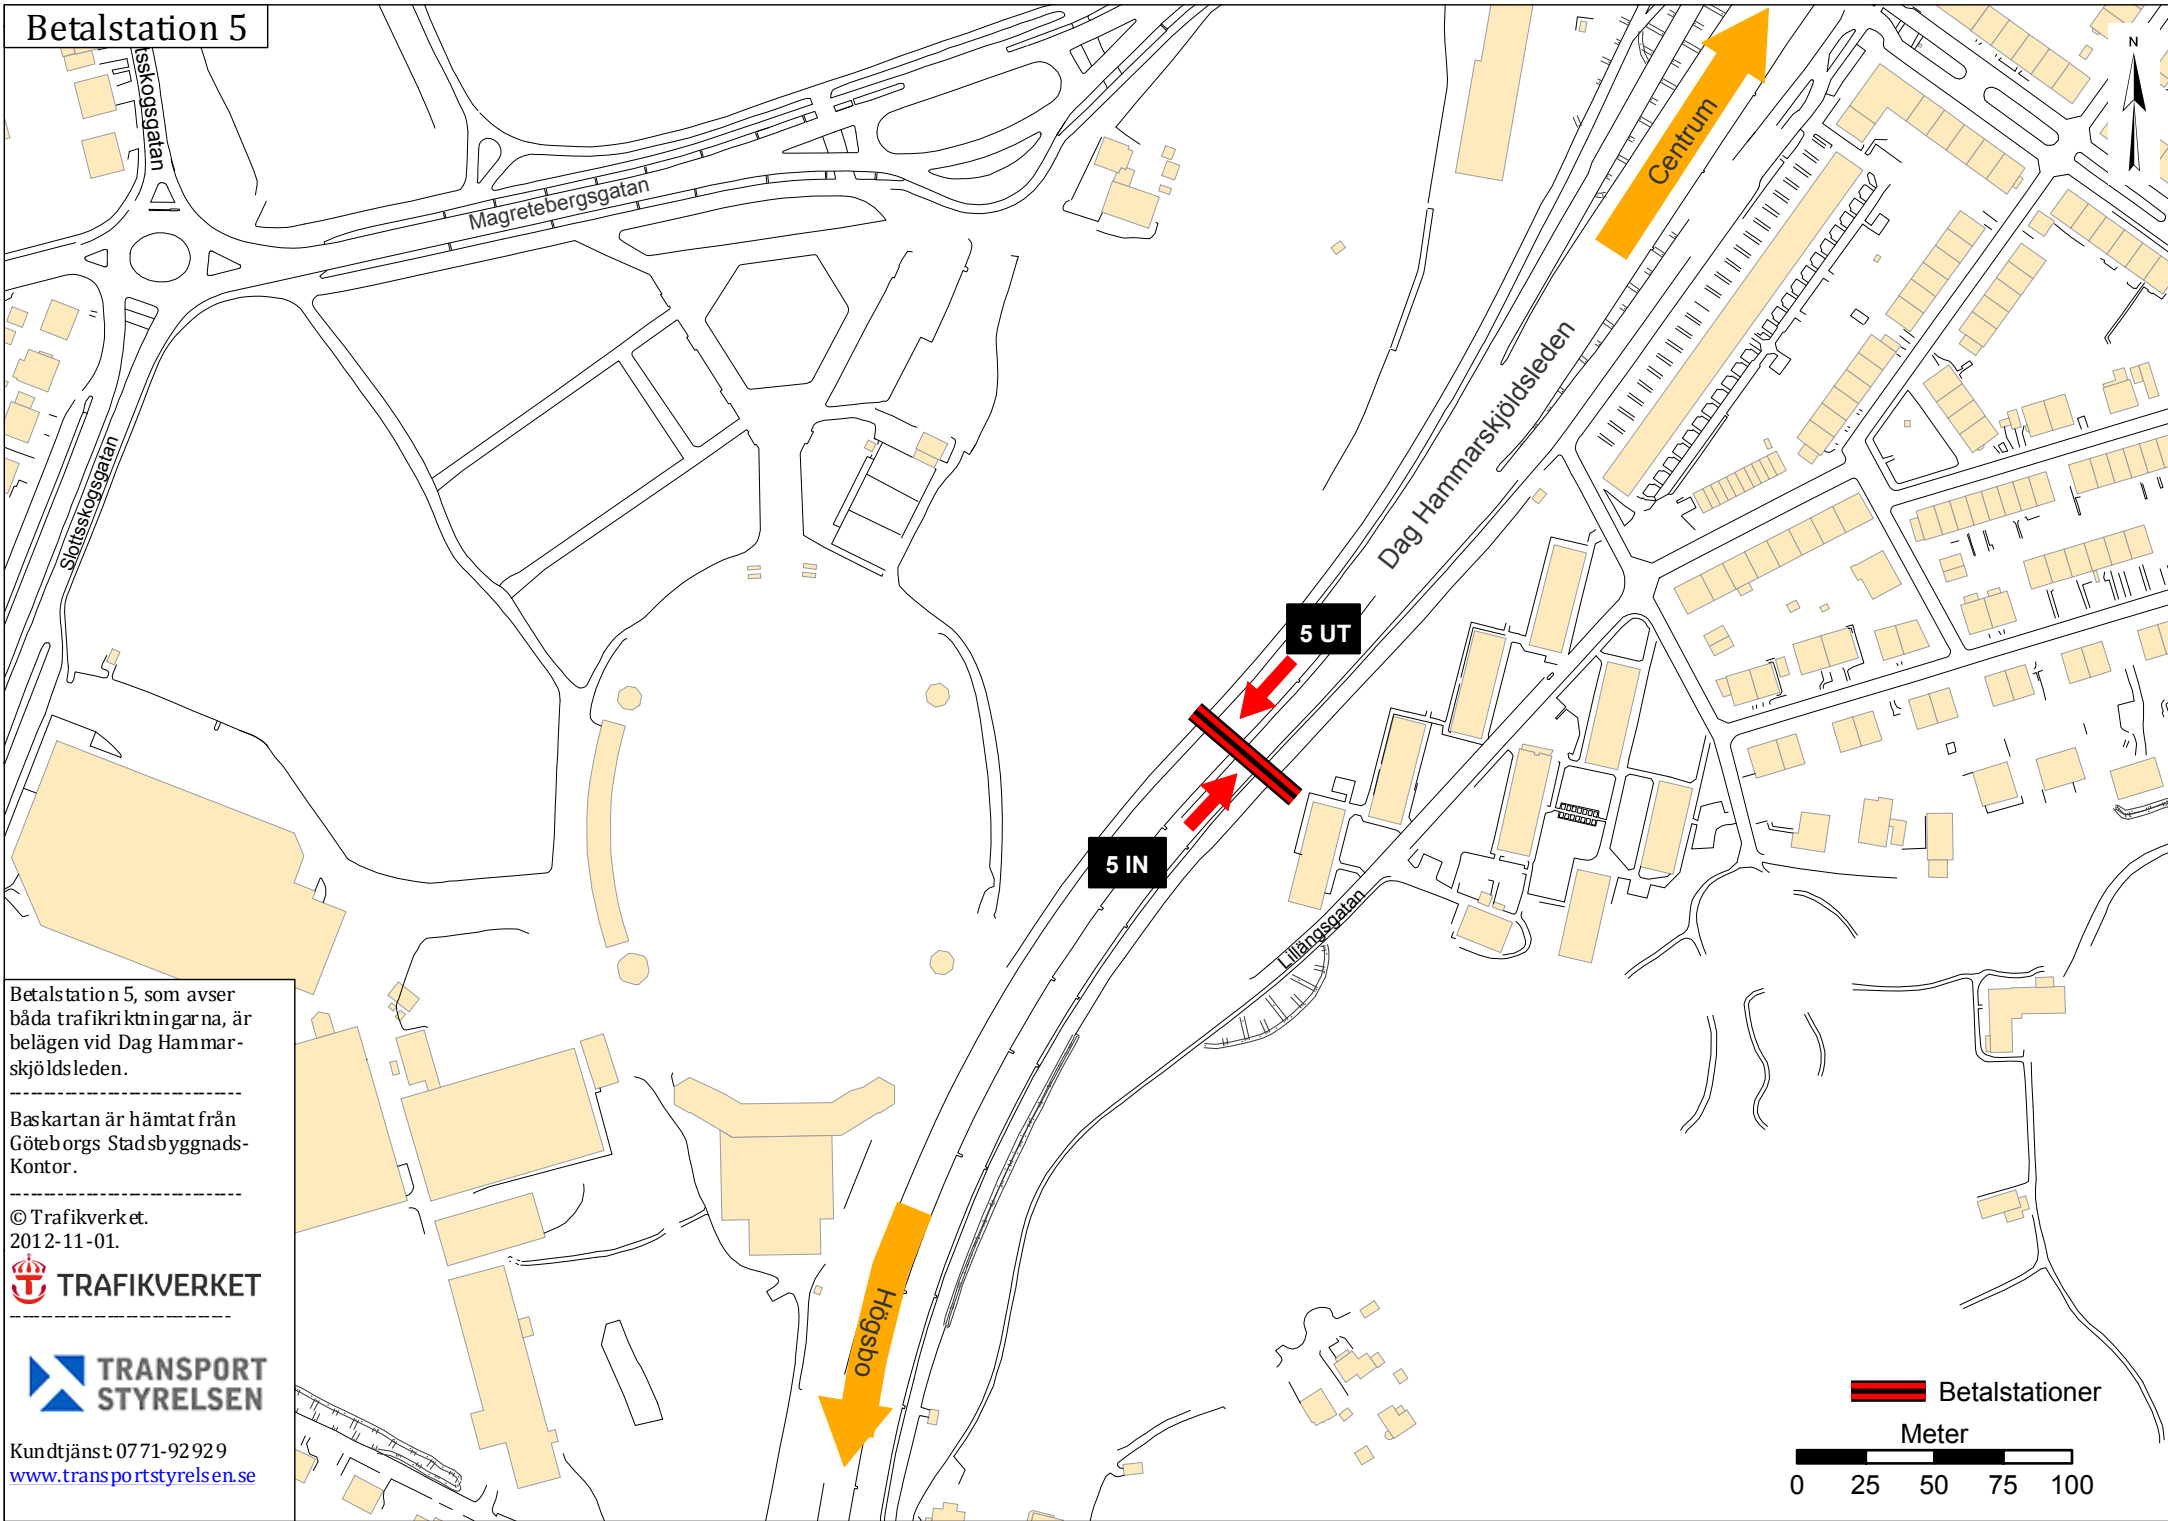 Betalstation 5
tsskogsgatan
Magretebergsgatan
Centrum
N
Dag Hammarskjöldsleden
Slottsskogsgatan
5 UT
5 IN
Lillängsgatan
Högsbo
Betalstation 5, som avser
båda trafikriktningarna, är
belägen vid Dag Hammar-
skjöldsleden.
Baskartan är hämtat från
Göteborgs Stadsbyggnads-
Kontor.
© Trafikverket.
2012-11-01.
TRAFIKVERKET
TRANSPORT
STYRELSEN
Kundtjänst: 0771-92929
www.transportstyrelsen.se
Betalstationer
Meter
0 25 50 75 100